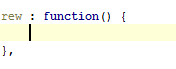 rew : function() {
},